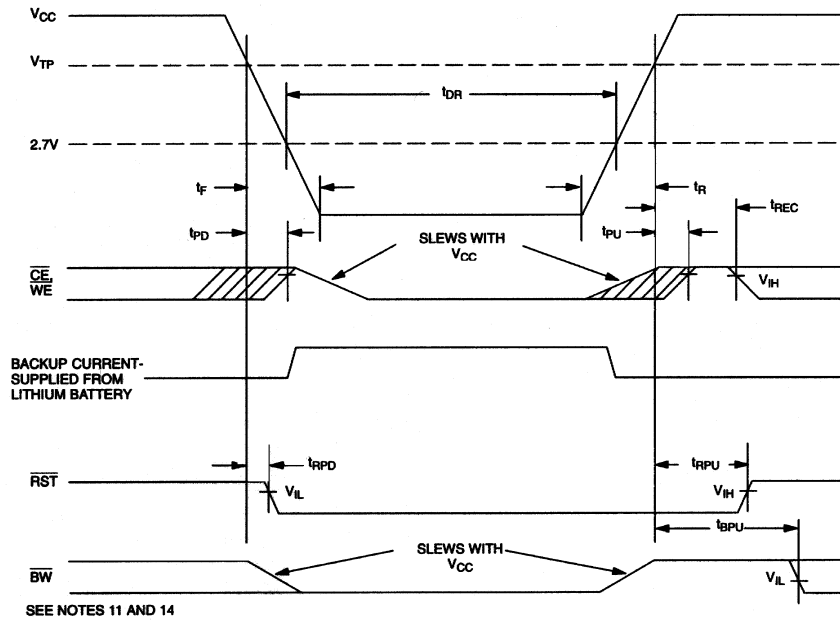 VCC
VTP
tDR
2.7V
tF
tR
tPD
tPU
tREC
SLEWS WITH
VCC
CE,
WE
VIH
BACKUP CURRENT-
SUPPLIED FROM
LITHIUM BATTERY
tRPD
tRPU
RST
VIL
VIH
tBPU
SLEWS WITH
VCC
BW
VIL
SEE NOTES 11 AND 14